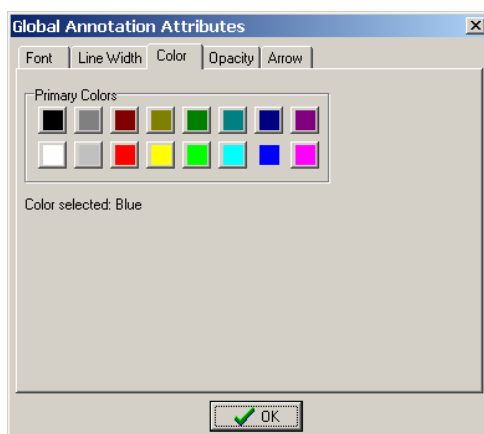 Global Annotation Attributes
Font Line Width Color Opacity Arrow
Primary Colors
Color selected: Blue
OK